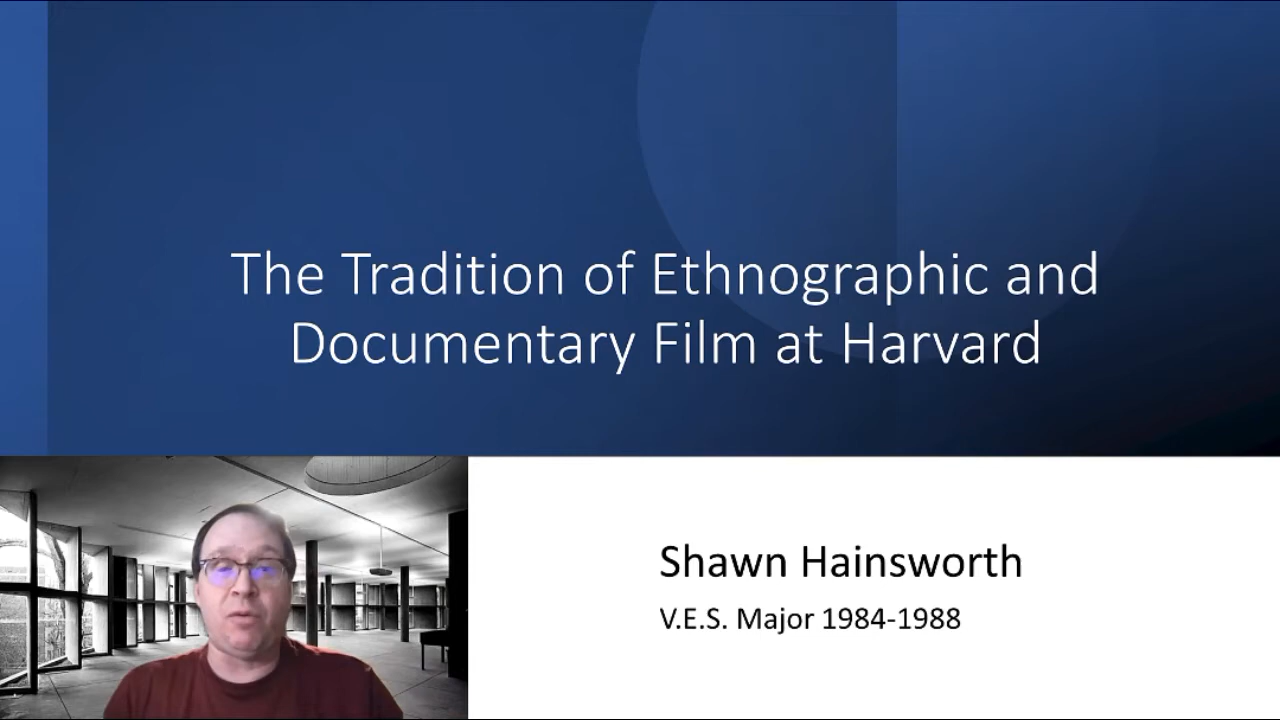 The Tradition of Ethnographic and
Documentary Film at Harvard
Shawn Hainsworth
V.E.S. Major 1984-1988